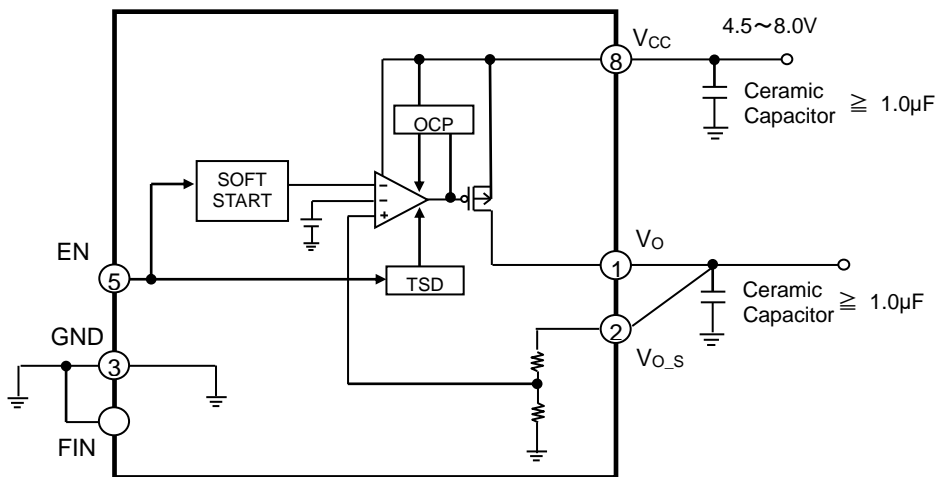 4.5～8.0V
VCC
8
Ceramic
Capacitor ≧ 1.0µF
OCP
SOFT
START
−
−
+
EN
5
TSD
VO
1
Ceramic
Capacitor ≧ 1.0µF
GND
3
2
VO_S
FIN